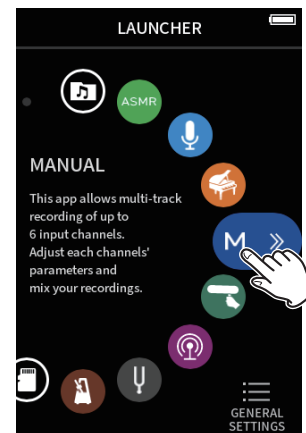 LAUNCHER
ASMR
MANUAL
This app allows multi-track
recording of up to
6 input channels.
Adjust each channels'
parameters and
mix your recordings.
M
GENERAL
SETTINGS